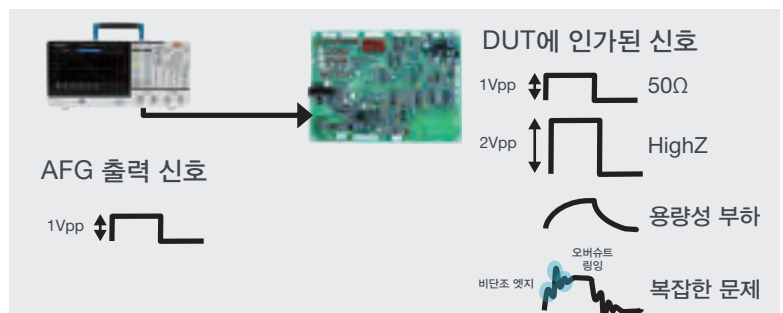 DUT에 인가된 신호
1Vpp
50Ω
2Vpp
HighZ
AFG 출력 신호
1Vpp
용량성 부하
오버슈트
링잉
비단조 엣지
복잡한 문제